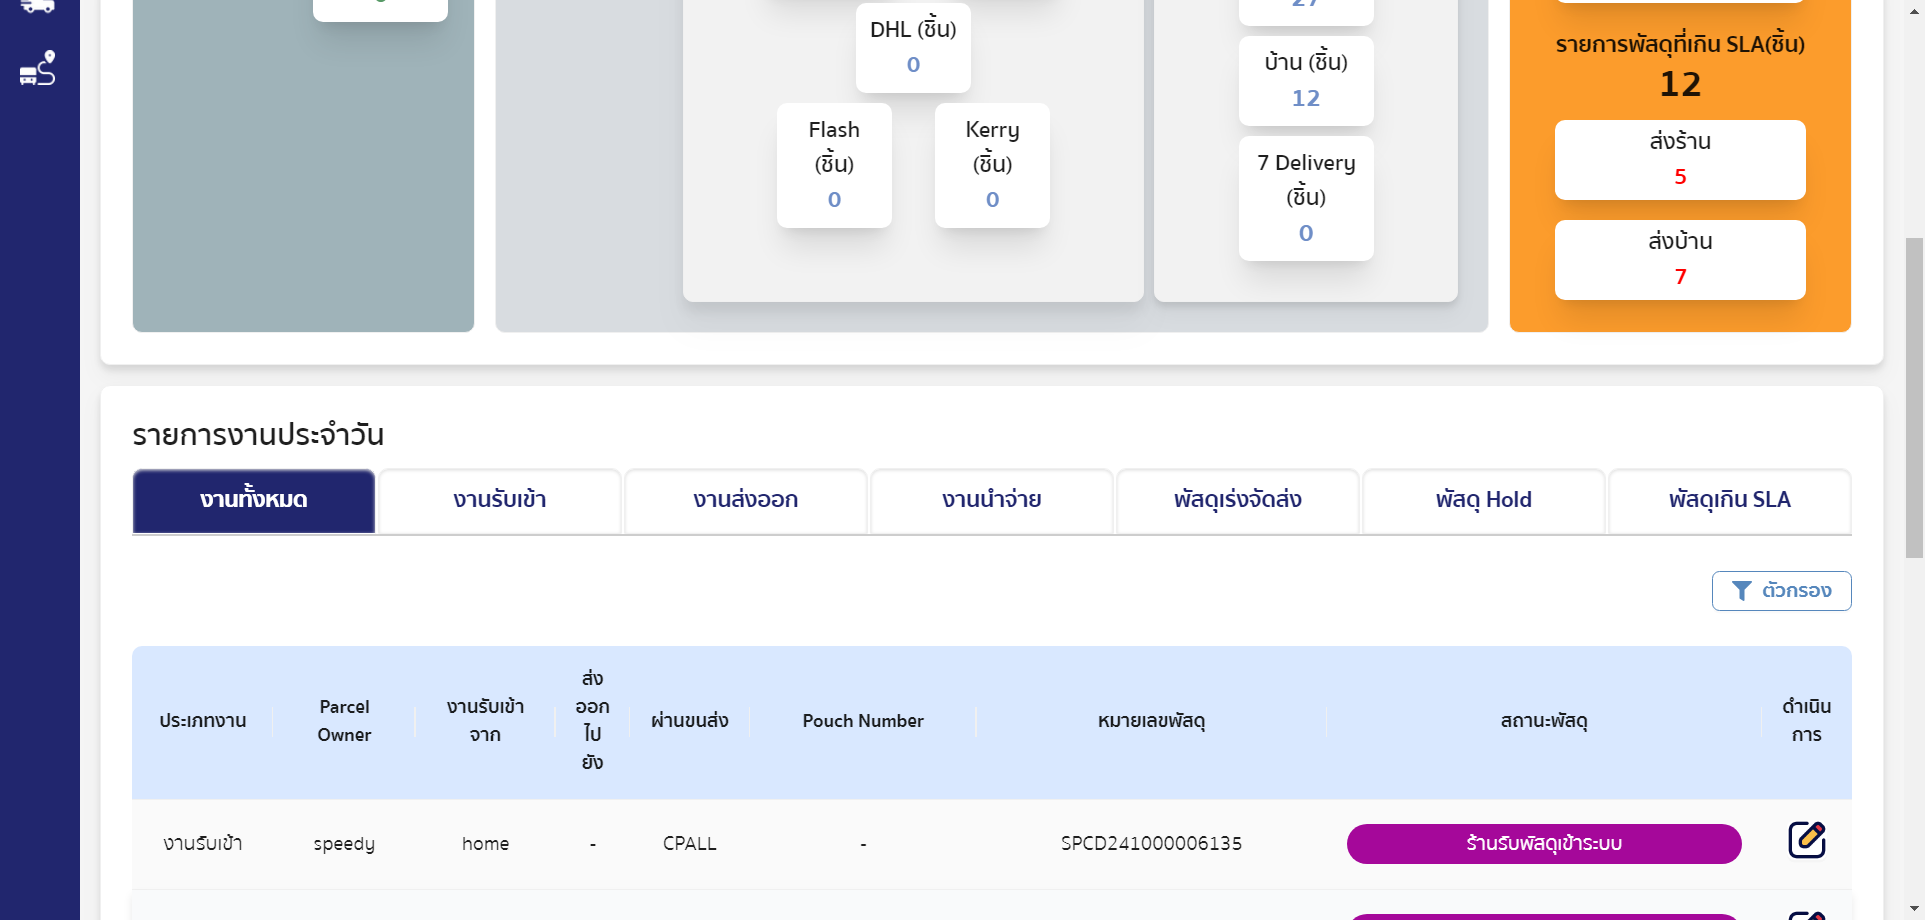 DHL (ชิ้น)
0
Flash
(ชิ้น)
0
Kerry
(ชิ้น)
0
27
บ้าน (ชิ้น)
12
7 Delivery
(ชิ้น)
0
รายการพัสดุที่เกิน SLA(ชิ้น)
12
ส่งร้าน
5
ส่งบ้าน
7
รายการงานประจำวัน
งานทั้งหมด
งานรับเข้า
งานส่งออก
งานนำจ่าย
พัสดุเร่งจัดส่ง
พัสดุ Hold
พัสดุเกิน SLA
ตัวกรอง
ประเภทงาน
Parcel
Owner
งานรับเข้า
จาก
ส่ง
ออก
ไป
ยัง
ผ่านขนส่ง
Pouch Number
หมายเลขพัสดุ
สถานะพัสดุ
ดำเนิน
การ
งานรับเข้า
speedy
home
-
CPALL
-
SPCD241000006135
ร้านรับพัสดุเข้าระบบ